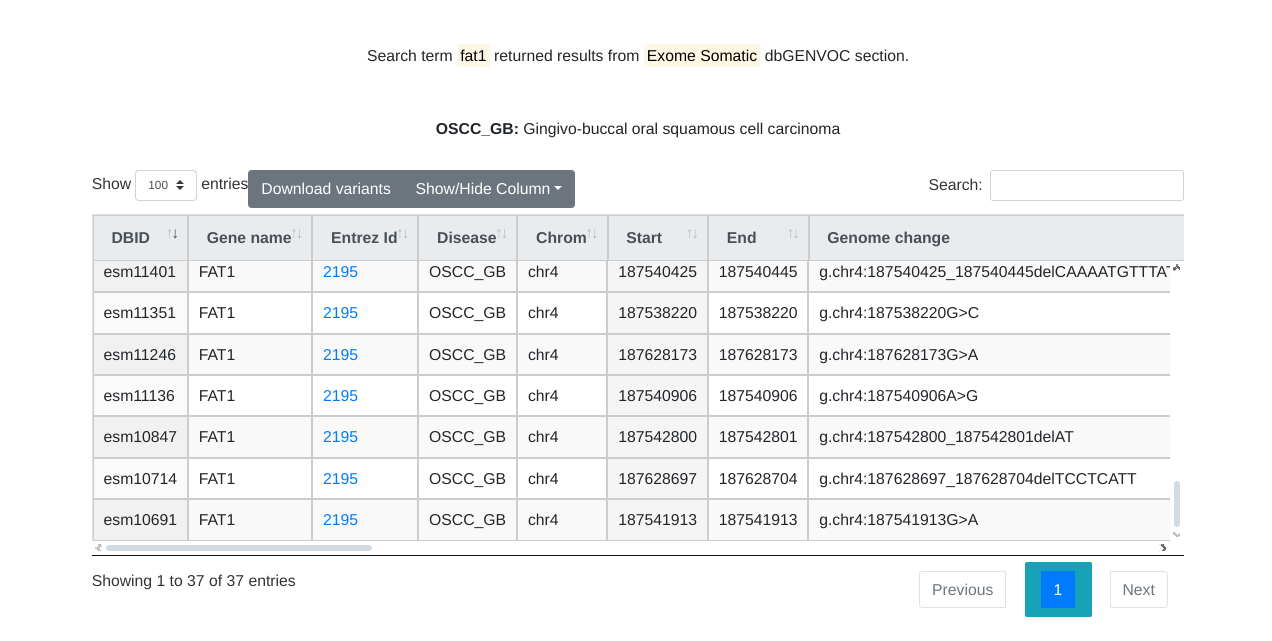 Search term fat1 returned results from Exome Somatic dbGENVOC section.
OSCC_GB: Gingivo-buccal oral squamous cell carcinoma
Show 100 entries Download variants Show/Hide Column Search:
DBID Gene name Entrez Id Disease Chrom Start End Genome change
esm11401 FAT1 2195 OSCC_GB chr4 187540425 187540445 g.chr4:187540425_187540445delCAAAATGTTTAT
esm11351 FAT1 2195 OSCC_GB chr4 187538220 187538220 g.chr4:187538220G>C
esm11246 FAT1 2195 OSCC_GB chr4 187628173 187628173 g.chr4:187628173G>A
esm11136 FAT1 2195 OSCC_GB chr4 187540906 187540906 g.chr4:187540906A>G
esm10847 FAT1 2195 OSCC_GB chr4 187542800 187542801 g.chr4:187542800_187542801delAT
esm10714 FAT1 2195 OSCC_GB chr4 187628697 187628704 g.chr4:187628697_187628704delTCCTCATT
esm10691 FAT1 2195 OSCC_GB chr4 187541913 187541913 g.chr4:187541913G>A
Showing 1 to 37 of 37 entries Previous 1 Next